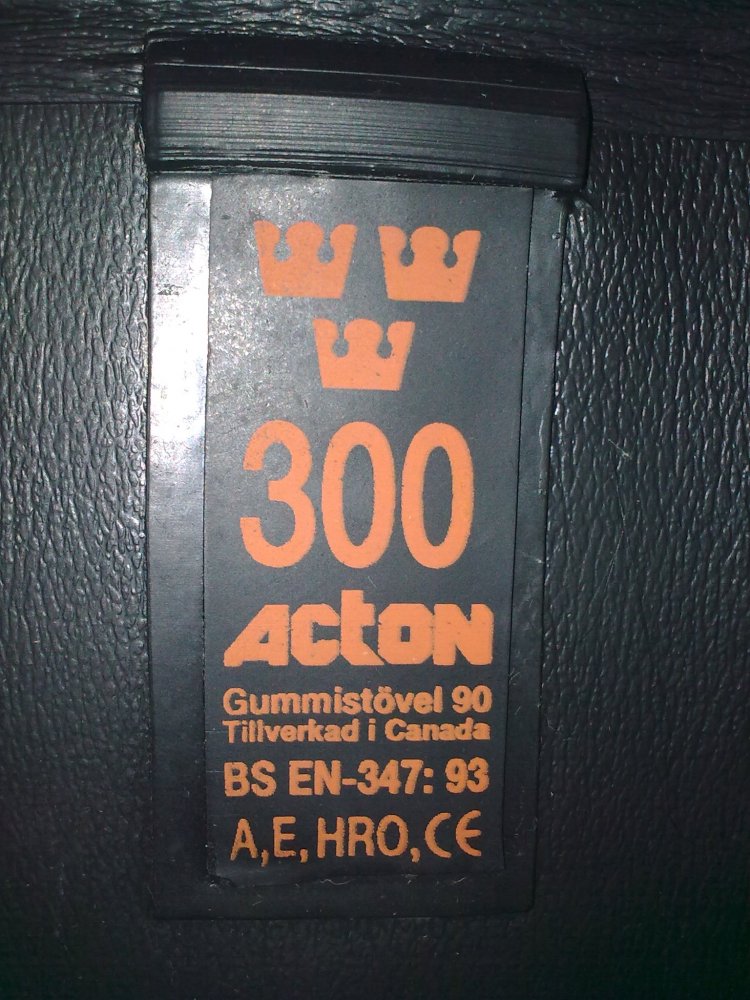 300
ACtON
Gummistövel 90
Tillverkad i Canada
BS EN-347: 93
A, E, HRO, CE